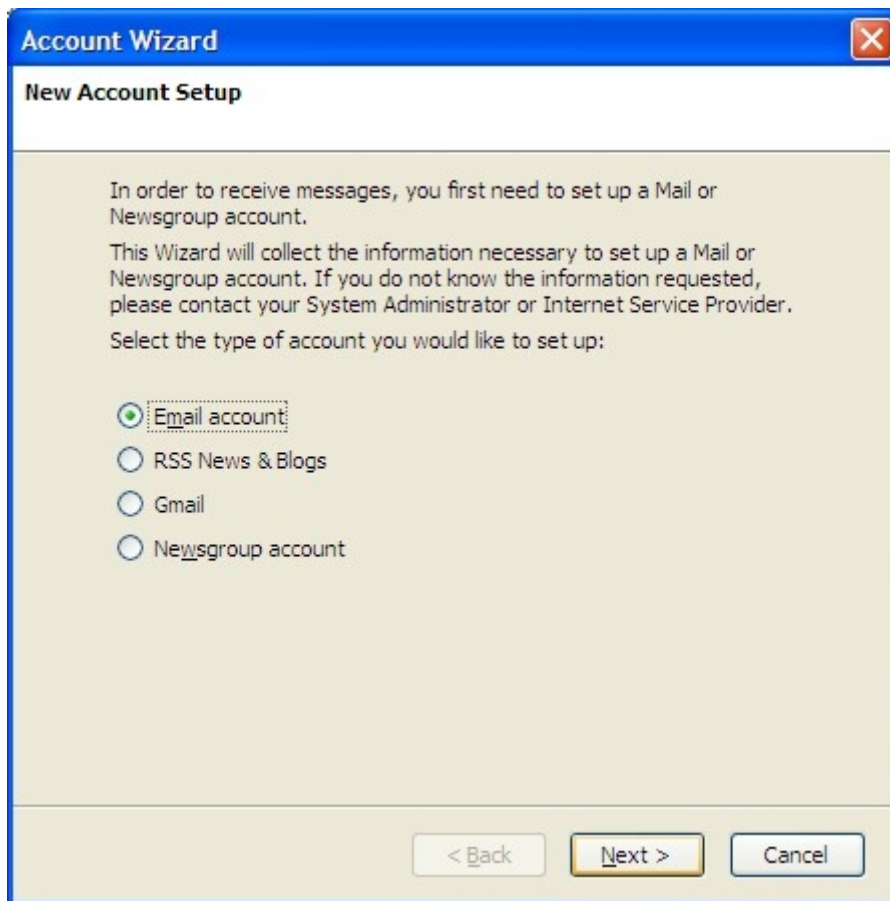 Account Wizard
New Account Setup
In order to receive messages, you first need to set up a Mail or
Newsgroup account.
This Wizard will collect the information necessary to set up a Mail or
Newsgroup account. If you do not know the information requested,
please contact your System Administrator or Internet Service Provider.
Select the type of account you would like to set up:
Email account
RSS News & Blogs
Gmail
Newsgroup account
< Back
Next >
Cancel